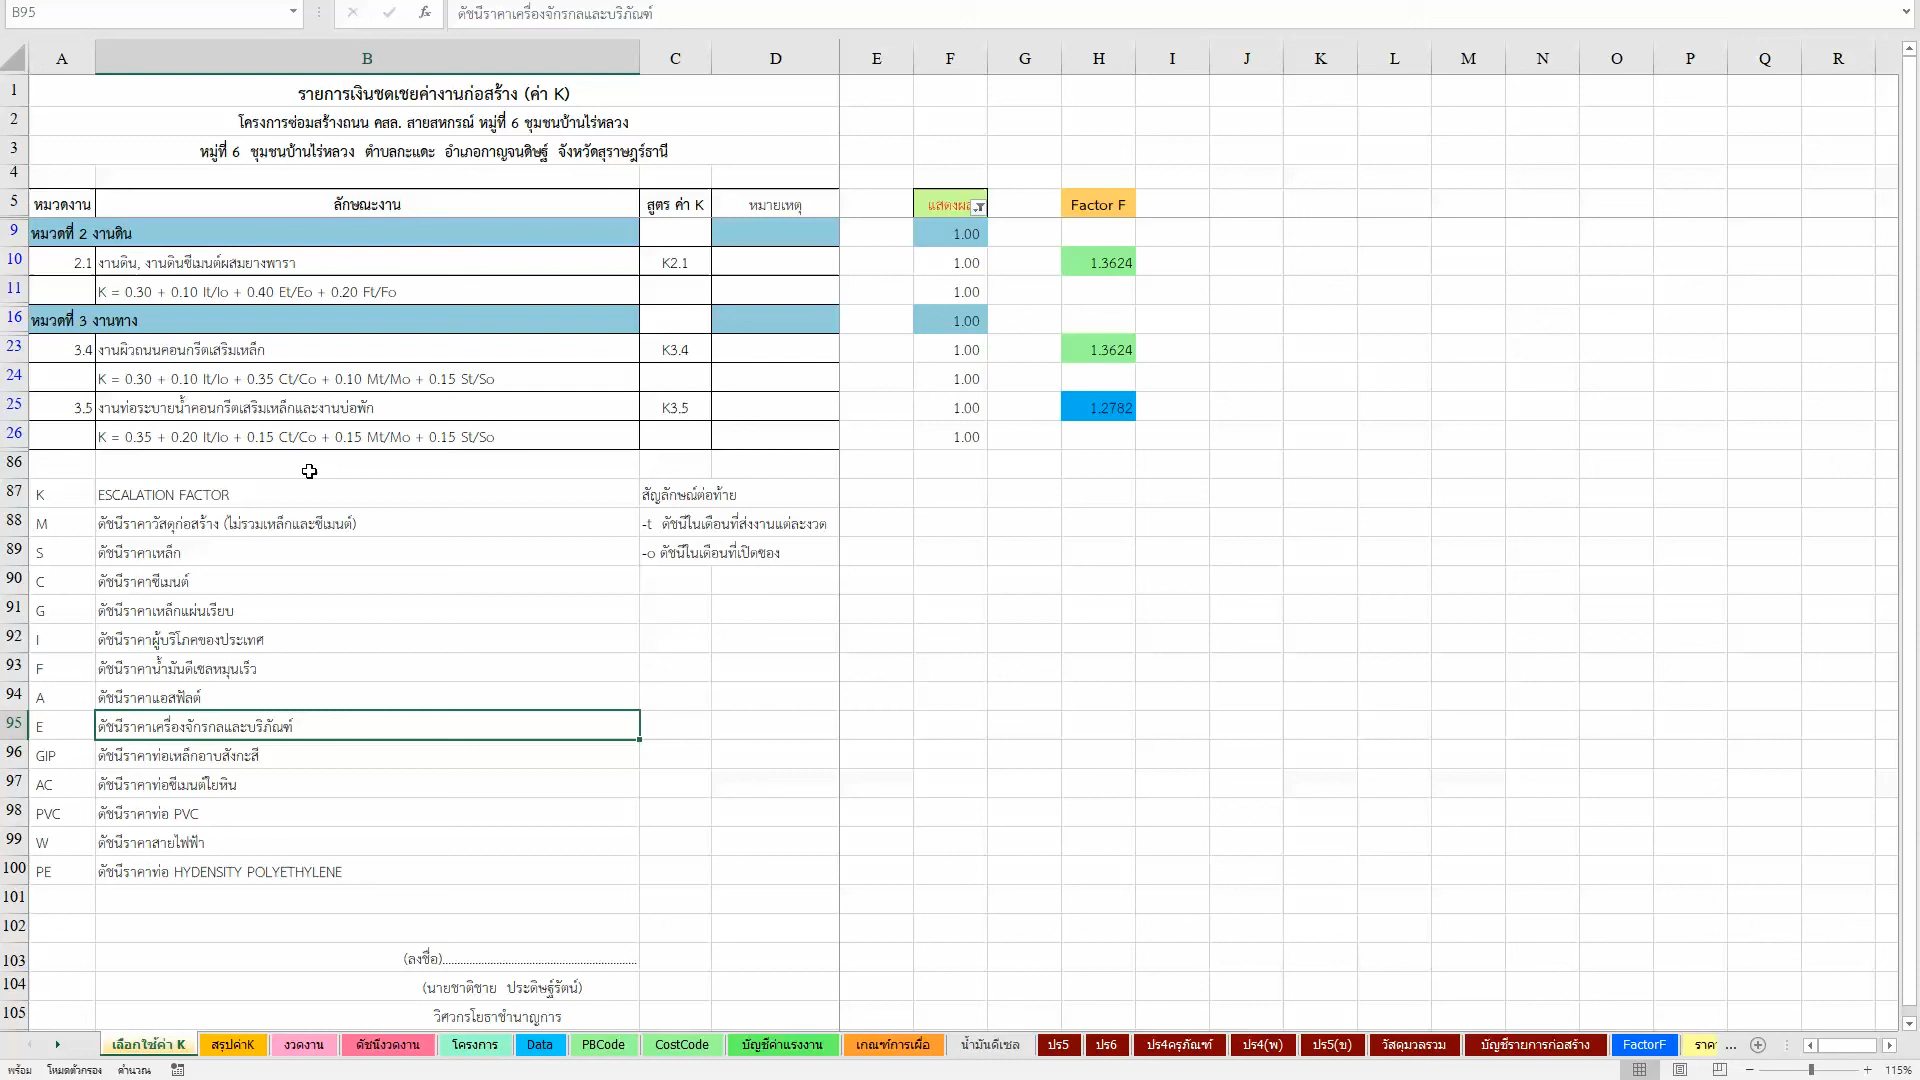 B95 fx ดัชนีราคาเครื่องจักรกลและบริภัณฑ์
A B C D E F G H I J K L M N O P Q R
1 รายการเงินชดเชยค่างานก่อสร้าง (ค่า K)
2 โครงการซ่อมสร้างถนน คสล. สายสหกรณ์ หมู่ที่ 6 ชุมชนบ้านไร่หลวง
3 หมู่ที่ 6 ชุมชนบ้านไร่หลวง ตำบลกะแดะ อำเภอกาญจนดิษฐ์ จังหวัดสุราษฎร์ธานี
4
5 หมวดงาน ลักษณะงาน สูตร ค่า K หมายเหตุ Factor F
9 หมวดที่ 2 งานดิน 1.00
10 2.1 งานดิน, งานดินซีเมนต์ผสมยางพารา K2.1 1.00 1.3624
11 K = 0.30 + 0.10 It/Io + 0.40 Et/Eo + 0.20 Ft/Fo 1.00
16 หมวดที่ 3 งานทาง 1.00
23 3.4 งานผิวถนนคอนกรีตเสริมเหล็ก K3.4 1.00 1.3624
24 K = 0.30 + 0.10 It/Io + 0.35 Ct/Co + 0.10 Mt/Mo + 0.15 St/So 1.00
25 3.5 งานท่อระบายน้ำคอนกรีตเสริมเหล็กและงานบ่อพัก K3.5 1.00 1.2782
26 K = 0.35 + 0.20 It/Io + 0.15 Ct/Co + 0.15 Mt/Mo + 0.15 St/So 1.00
86
87 K ESCALATION FACTOR สัญลักษณ์ต่อท้าย
88 M ดัชนีราคาวัสดุก่อสร้าง (ไม่รวมเหล็กและซีเมนต์) -t ดัชนีในเดือนที่ส่งงานแต่ละงวด
89 S ดัชนีราคาเหล็ก -o ดัชนีในเดือนที่เปิดซอง
90 C ดัชนีราคาซีเมนต์
91 G ดัชนีราคาเหล็กแผ่นเรียบ
92 I ดัชนีราคาผู้บริโภคของประเทศ
93 F ดัชนีราคาน้ำมันดีเซลหมุนเร็ว
94 A ดัชนีราคาแอสฟัลต์
95 E ดัชนีราคาเครื่องจักรกลและบริภัณฑ์
96 GIP ดัชนีราคาท่อเหล็กอาบสังกะสี
97 AC ดัชนีราคาท่อซีเมนต์ใยหิน
98 PVC ดัชนีราคาท่อ PVC
99 W ดัชนีราคาสายไฟฟ้า
100 PE ดัชนีราคาท่อ HYDENSITY POLYETHYLENE
101
102
103 (ลงชื่อ)................................................................
104 (นายชาติชาย ประดิษฐ์รัตน์)
105 วิศวกรโยธาชำนาญการ
เลือกใช้ค่า K สรุปค่าK งวดงาน ดัชนีงวดงาน โครงการ Data PBCode CostCode บัญชีค่าแรงงาน เกณฑ์การเผื่อ น้ำมันดีเซล ปร5 ปร6 ปร4ครุภัณฑ์ ปร4(พ) ปร5(ข) วัสดุมวลรวม บัญชีรายการก่อสร้าง FactorF ...
พร้อม โหมดตัวกรอง คำนวณ 115%